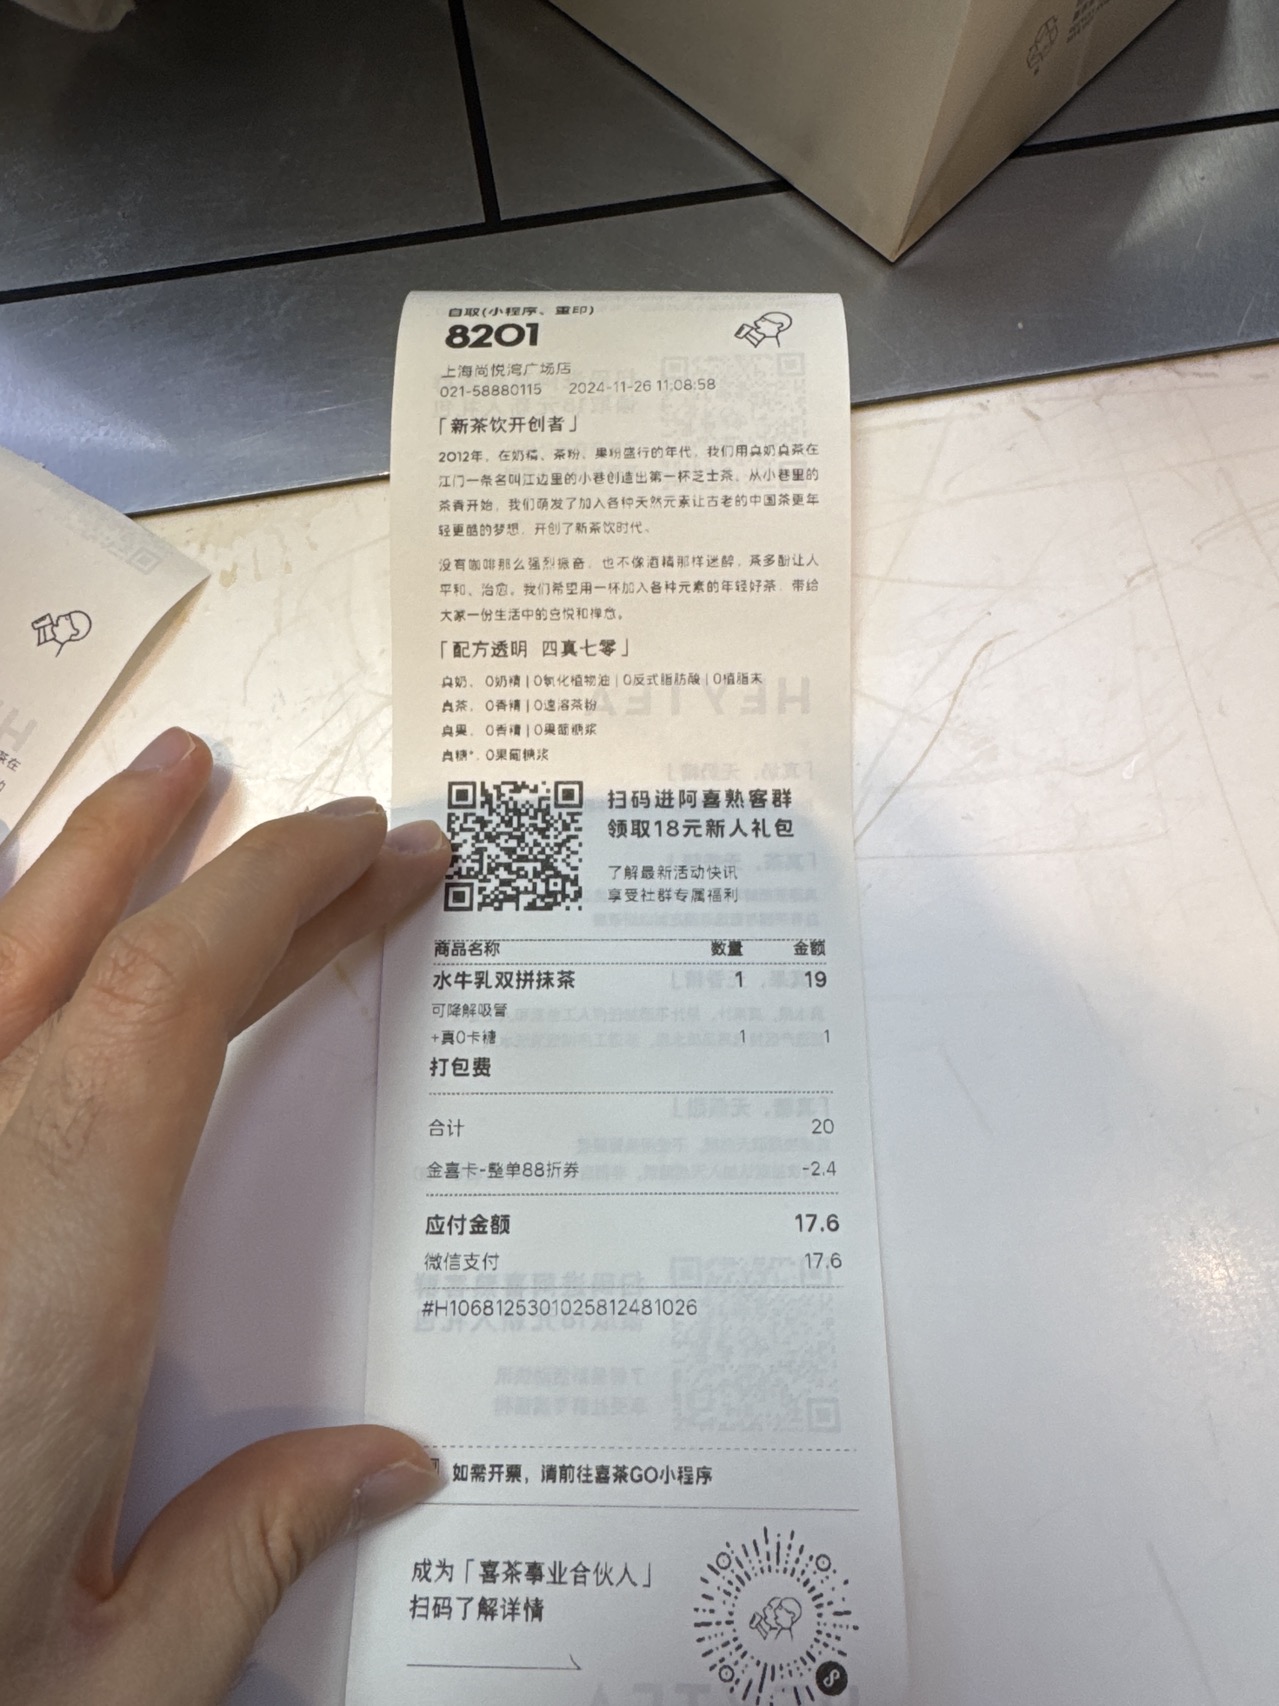 自取(小程序、重印)
8201
上海尚悦湾广场店
021-58880115 2024-11-26 11:08:58
「新茶饮开创者」
2012年，在奶精、茶粉、果粉盛行的年代，我们用真奶真茶在
江门一条名叫江边里的小巷创造出第一杯芝士茶。从小巷里的
茶香开始，我们萌发了加入各种天然元素让古老的中国茶更年
轻更酷的梦想，开创了新茶饮时代。
没有咖啡那么强烈振奋，也不像酒精那样迷醉，茶多酚让人
平和、治愈。我们希望用一杯加入各种元素的年轻好茶，带给
大家一份生活中的喜悦和禅意。
「配方透明 四真七零」
真奶，0奶精 | 0氢化植物油 | 0反式脂肪酸 | 0植脂末
真茶，0香精 | 0速溶茶粉
真果，0香精 | 0果葡糖浆
真糖*，0果葡糖浆
扫码进阿喜熟客群
领取18元新人礼包
了解最新活动快讯
享受社群专属福利
商品名称 数量 金额
水牛乳双拼抹茶 1 19
可降解吸管
+真0卡糖 1 1
打包费
合计 20
金喜卡-整单88折券 -2.4
应付金额 17.6
微信支付 17.6
#H10681253010258124​81026
如需开票，请前往喜茶GO小程序
成为「喜茶事业合伙人」
扫码了解详情